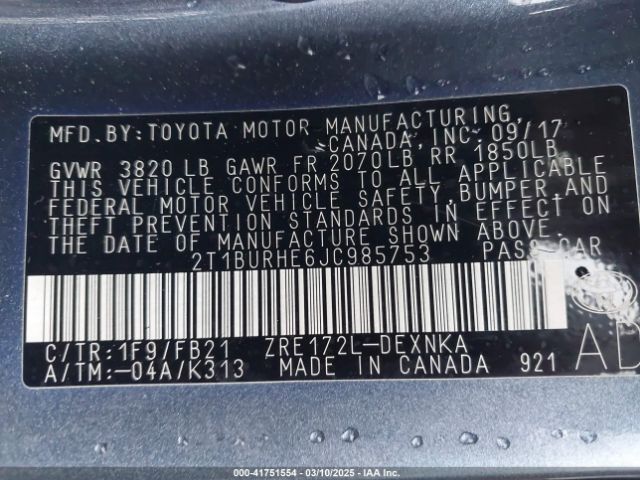 MFD. BY: TOYOTA MOTOR MANUFACTURING,
CANADA, INC. 09/17
GVWR 3820 LB GAWR FR 2070LB RR 1850LB
THIS VEHICLE CONFORMS TO ALL APPLICABLE
FEDERAL MOTOR VEHICLE SAFETY, BUMPER AND
THEFT PREVENTION STANDARDS IN EFFECT ON
THE DATE OF MANUFACTURE SHOWN ABOVE.
2T1BURHE6JC985753 PASS.CAR
C/TR:1F9/FB21 ZRE172L-DEXNKA
A/TM:-04A/K313 MADE IN CANADA 921
AD
000-41751554 — 03/10/2025 — IAA Inc.